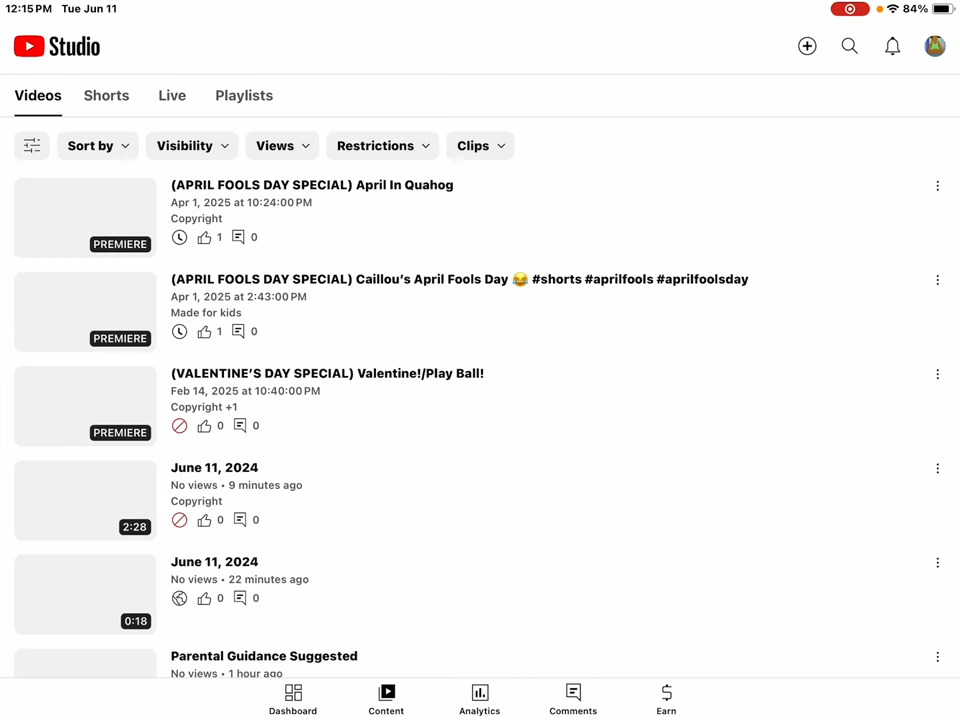 12:15 PM Tue Jun 11 84%
Studio
Videos Shorts Live Playlists
Sort by Visibility Views Restrictions Clips
(APRIL FOOLS DAY SPECIAL) April In Quahog
Apr 1, 2025 at 10:24:00 PM
Copyright
1 0
PREMIERE
(APRIL FOOLS DAY SPECIAL) Caillou’s April Fools Day 😂 #shorts #aprilfools #aprilfoolsday
Apr 1, 2025 at 2:43:00 PM
Made for kids
1 0
PREMIERE
(VALENTINE’S DAY SPECIAL) Valentine!/Play Ball!
Feb 14, 2025 at 10:40:00 PM
Copyright +1
0 0
PREMIERE
June 11, 2024
No views • 9 minutes ago
Copyright
0 0
2:28
June 11, 2024
No views • 22 minutes ago
0 0
0:18
Parental Guidance Suggested
No views • 1 hour ago
Dashboard Content Analytics Comments Earn